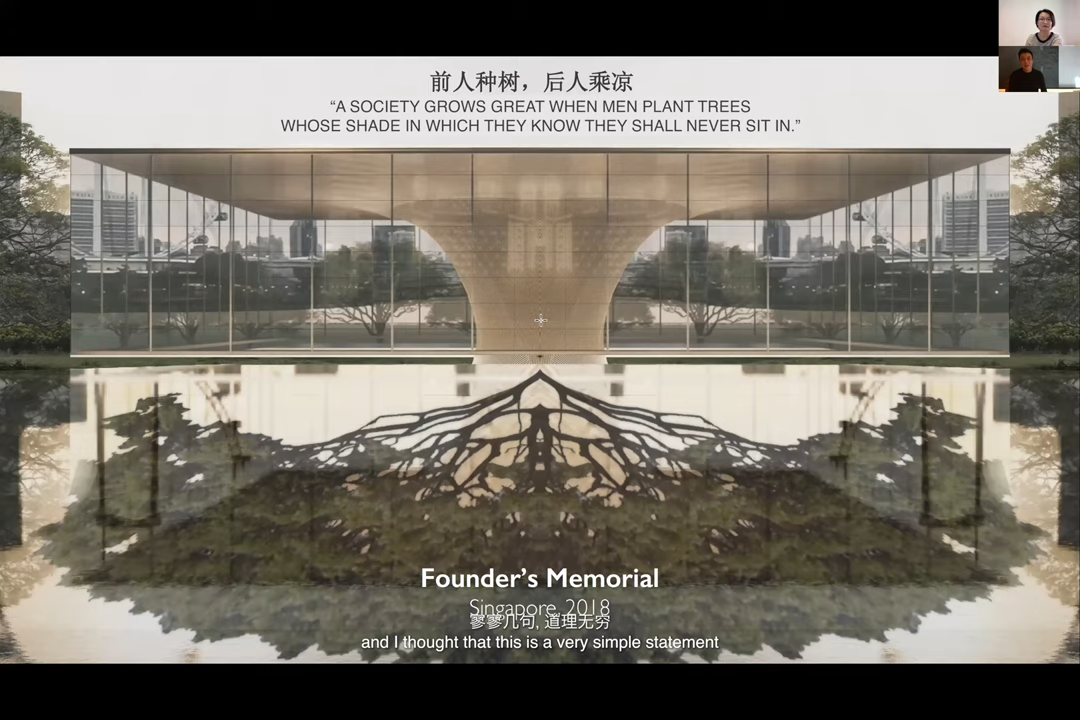 前人种树，后人乘凉
“A SOCIETY GROWS GREAT WHEN MEN PLANT TREES
WHOSE SHADE IN WHICH THEY KNOW THEY SHALL NEVER SIT IN.”
Founder’s Memorial
Singapore, 2018
寥寥几句, 道理无穷
and I thought that this is a very simple statement